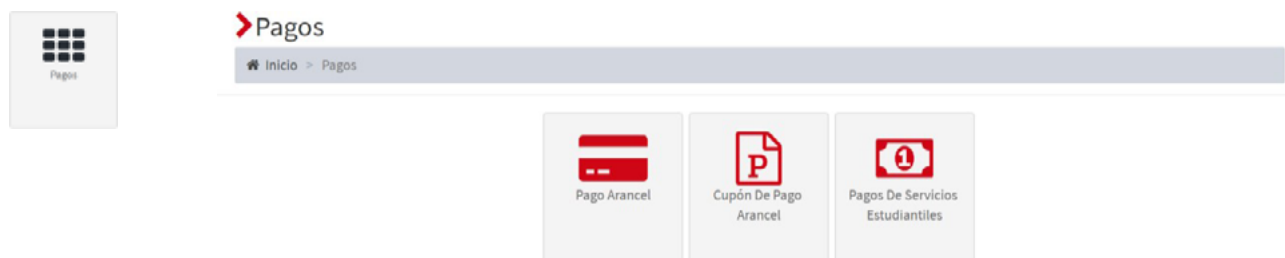 Pagos
Pagos
Inicio > Pagos
P
1
Pago Arancel
Cupón De Pago
Arancel
Pagos De Servicios
Estudiantiles